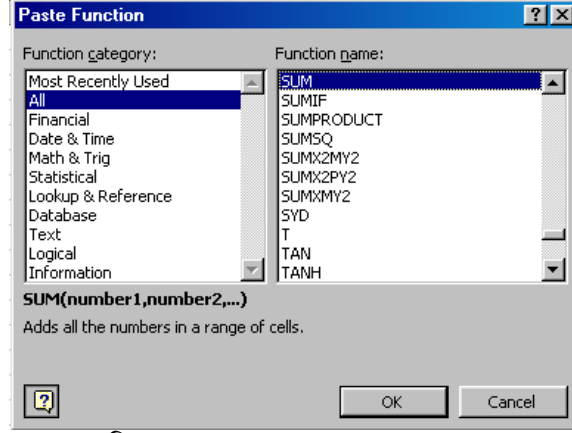 Paste Function
Function category:
Most Recently Used
All
Financial
Date & Time
Math & Trig
Statistical
Lookup & Reference
Database
Text
Logical
Information
Function name:
SUM
SUMIF
SUMPRODUCT
SUMSQ
SUMX2MY2
SUMX2PY2
SUMXMY2
SYD
T
TAN
TANH
SUM(number1,number2,...)
Adds all the numbers in a range of cells.
OK
Cancel